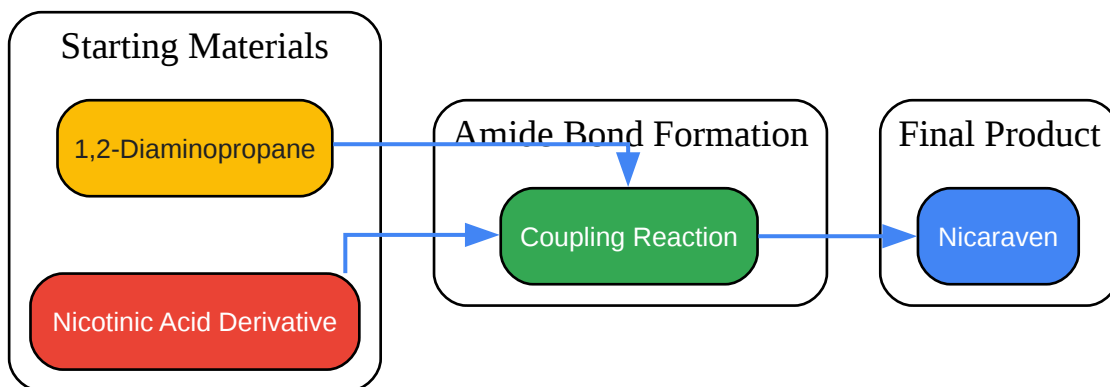 Starting Materials
1,2-Diaminopropane
Nicotinic Acid Derivative
Amide Bond Formation
Coupling Reaction
Final Product
Nicaraven